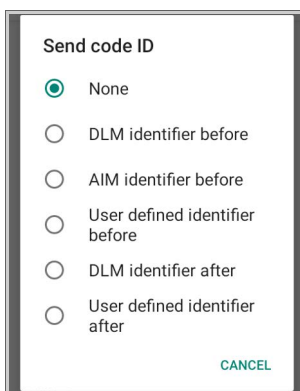 Send code ID
None
DLM identifier before
AIM identifier before
User defined identifier
before
DLM identifier after
User defined identifier
after
CANCEL